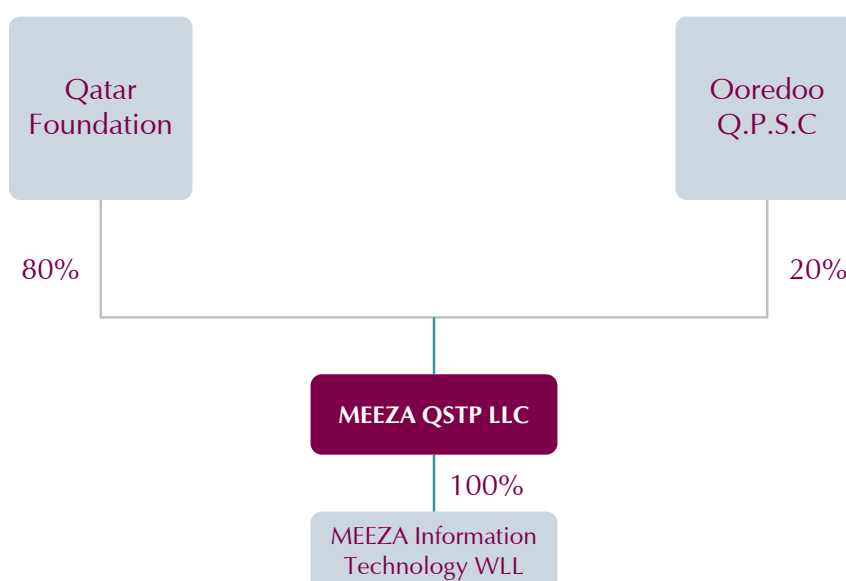 Qatar
Foundation
Ooredoo
Q.P.S.C
80%
20%
MEEZA QSTP LLC
100%
MEEZA Information
Technology WLL